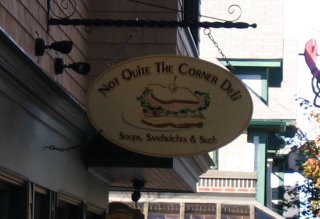 Not Quite The Corner Deli
Soups, Sandwiches & Such